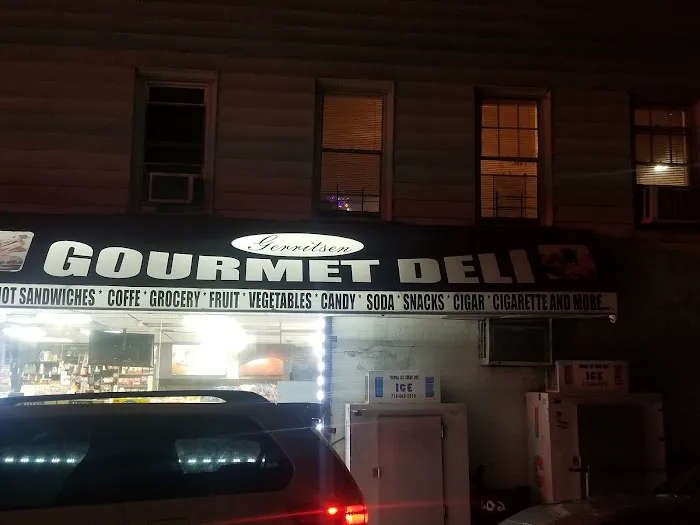 Gerritsen
GOURMET DELI
HOT SANDWICHES * COFFE * GROCERY * FRUIT * VEGETABLES * CANDY * SODA * SNACKS * CIGAR * CIGARETTE AND MORE...
ICE
ICE